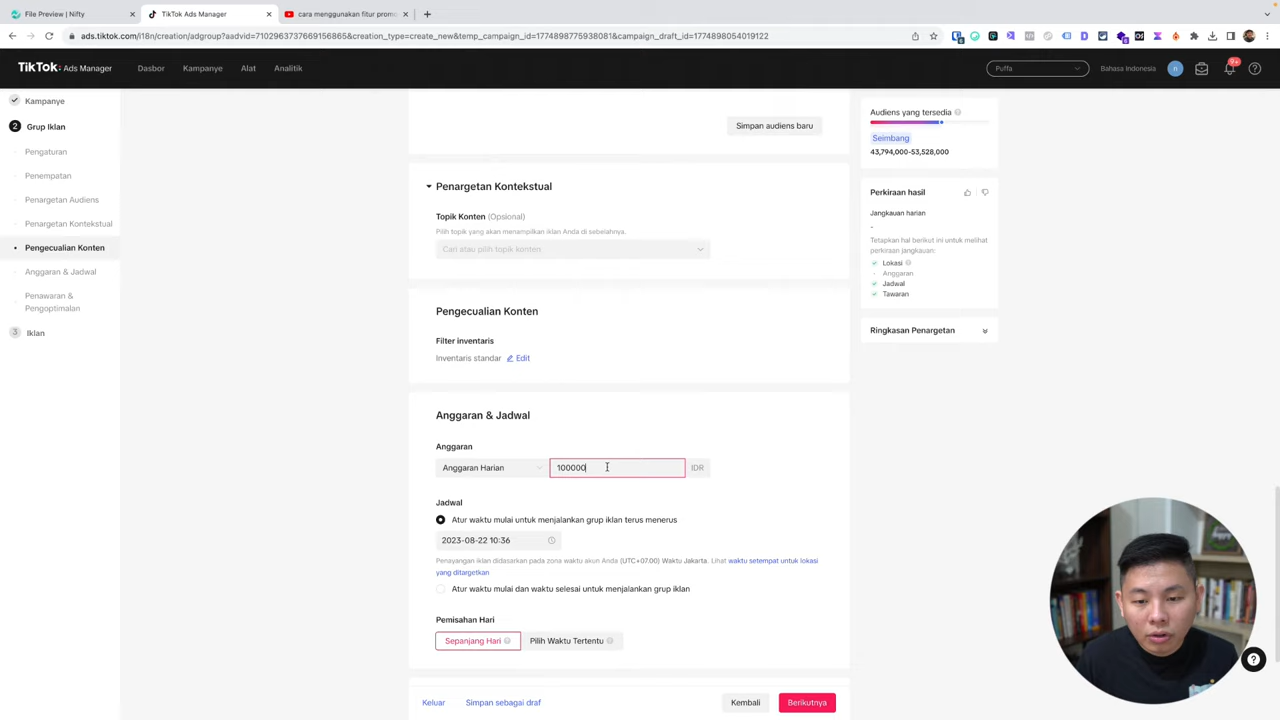 File Preview | Nifty
TikTok Ads Manager
cara menggunakan fitur prom
ads.tiktok.com/i18n/creation/adgroup?aadvid=7102963737669156865&creation_type=create_new&temp_campaign_id=1774898775938081&campaign_draft_id=1774898054019122
TikTok: Ads Manager
Dasbor
Kampanye
Alat
Analitik
Puffa
Bahasa Indonesia
n
9+
Kampanye
2 Grup Iklan
Pengaturan
Penempatan
Penargetan Audiens
Penargetan Kontekstual
Pengecualian Konten
Anggaran & Jadwal
Penawaran &
Pengoptimalan
3 Iklan
Simpan audiens baru
Penargetan Kontekstual
Topik Konten (Opsional)
Pilih topik yang akan menampilkan iklan Anda di sebelahnya.
Cari atau pilih topik konten.
Pengecualian Konten
Filter inventaris
Inventaris standar Edit
Anggaran & Jadwal
Anggaran
Anggaran Harian 100000 IDR
Jadwal
Atur waktu mulai untuk menjalankan grup iklan terus menerus
2023-08-22 10:36
Penayangan iklan didasarkan pada zona waktu akun Anda (UTC+07:00) Waktu Jakarta. Lihat waktu setempat untuk lokasi
yang ditargetkan
Atur waktu mulai dan waktu selesai untuk menjalankan grup iklan
Pemisahan Hari
Sepanjang Hari Pilih Waktu Tertentu
Keluar Simpan sebagai draf Kembali Berikutnya
Audiens yang tersedia
Seimbang
43,794,000-53,528,000
Perkiraan hasil
Jangkauan harian
-
Tetapkan hal berikut ini untuk melihat
perkiraan jangkauan:
Lokasi
Anggaran
Jadwal
Tawaran
Ringkasan Penargetan